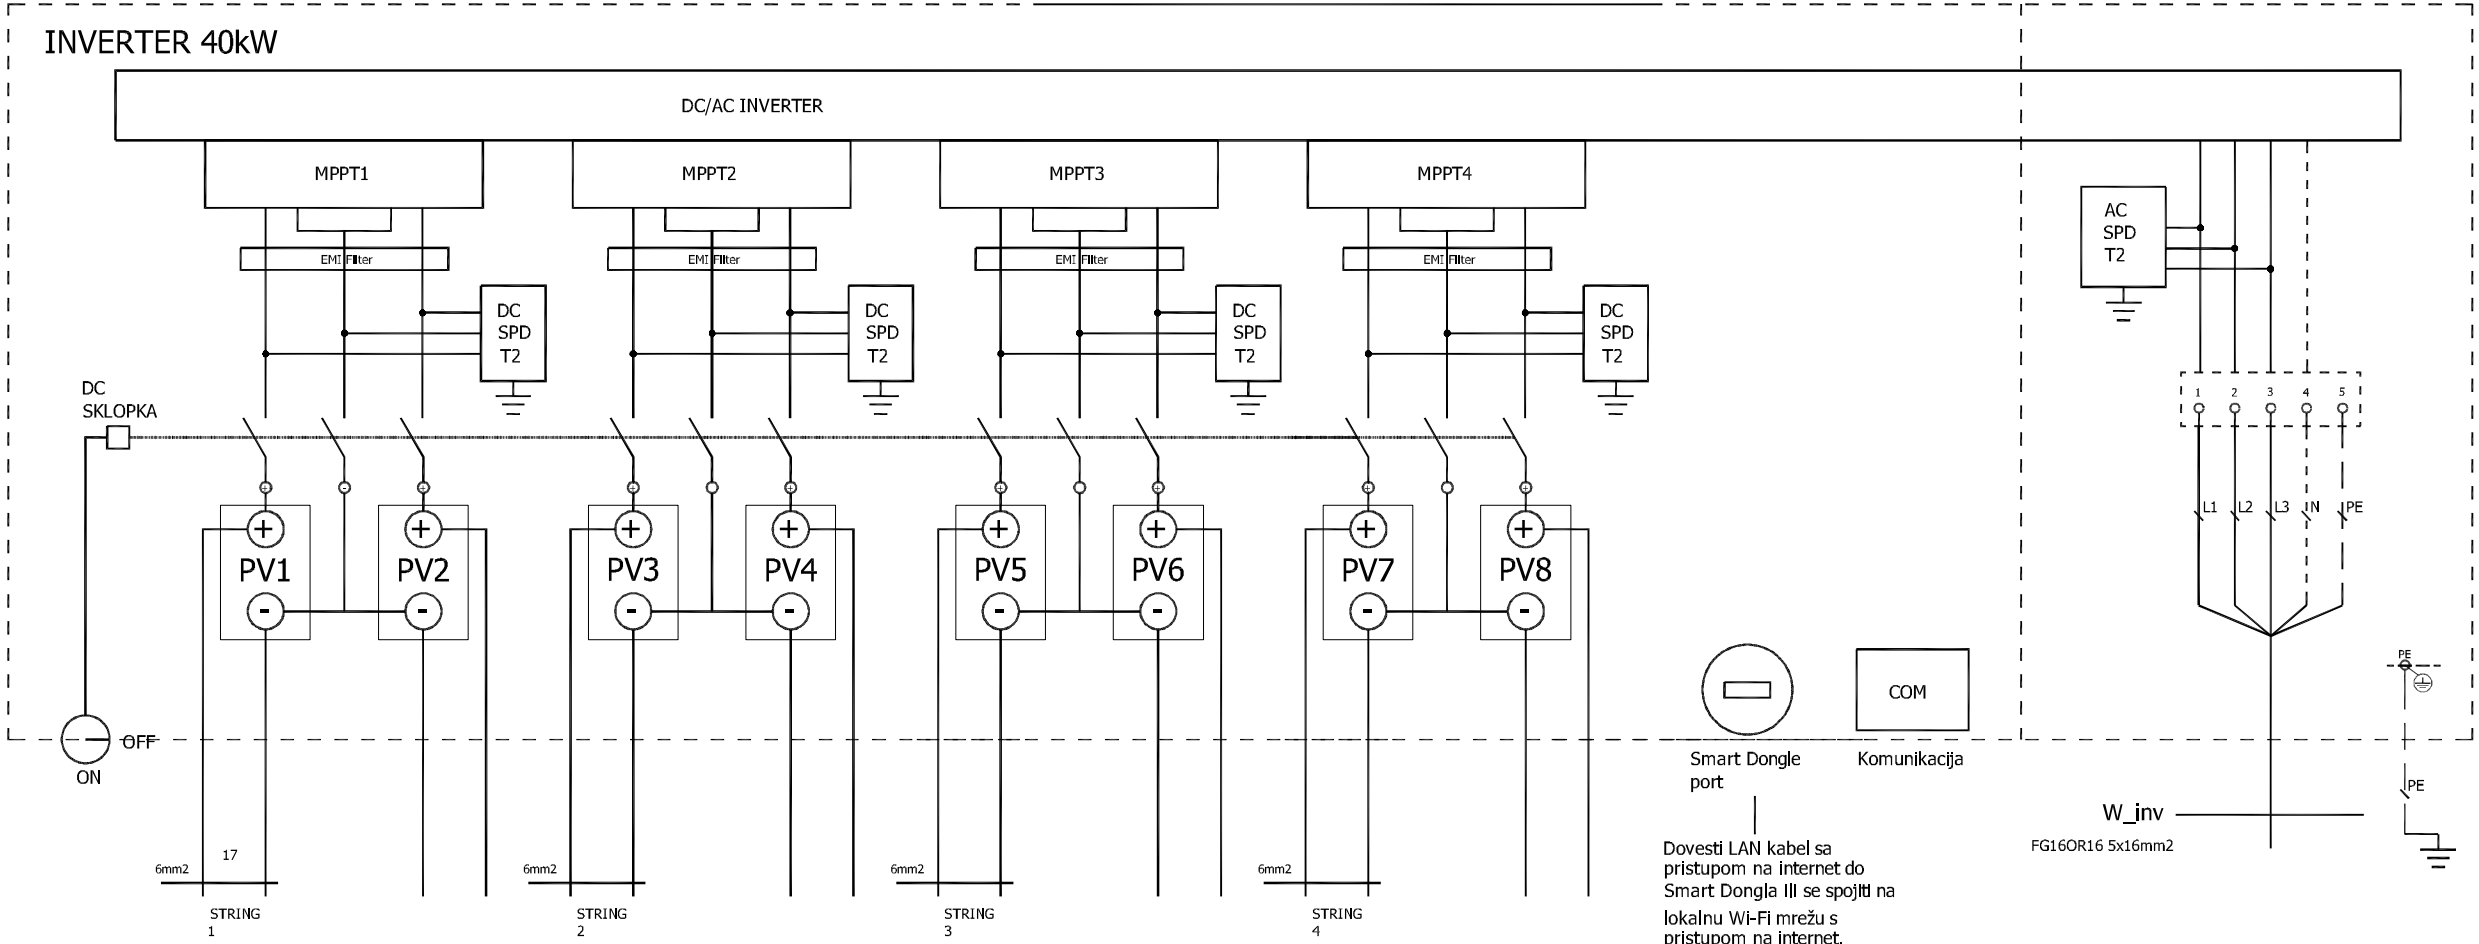 INVERTER 40kW
DC/AC INVERTER
MPPT1
MPPT2
MPPT3
MPPT4
EMI Filter
EMI Filter
EMI Filter
EMI Filter
DC
SPD
T2
DC
SPD
T2
DC
SPD
T2
DC
SPD
T2
AC
SPD
T2
DC
SKLOPKA
1 2 3 4 5
+ - + + + + + + +
+ + + + + + + +
PV1 PV2 PV3 PV4 PV5 PV6 PV7 PV8
- - - - - - - -
L1 L2 L3 N PE
PE
COM
OFF
ON
Smart Dongle
port
Komunikacija
PE
W_inv
FG16OR16 5x16mm2
Dovesti LAN kabel sa
pristupom na internet do
Smart Dongla ili se spojiti na
lokalnu Wi-Fi mrežu s
pristupom na internet.
17
6mm2
6mm2
6mm2
6mm2
STRING
1
STRING
2
STRING
3
STRING
4